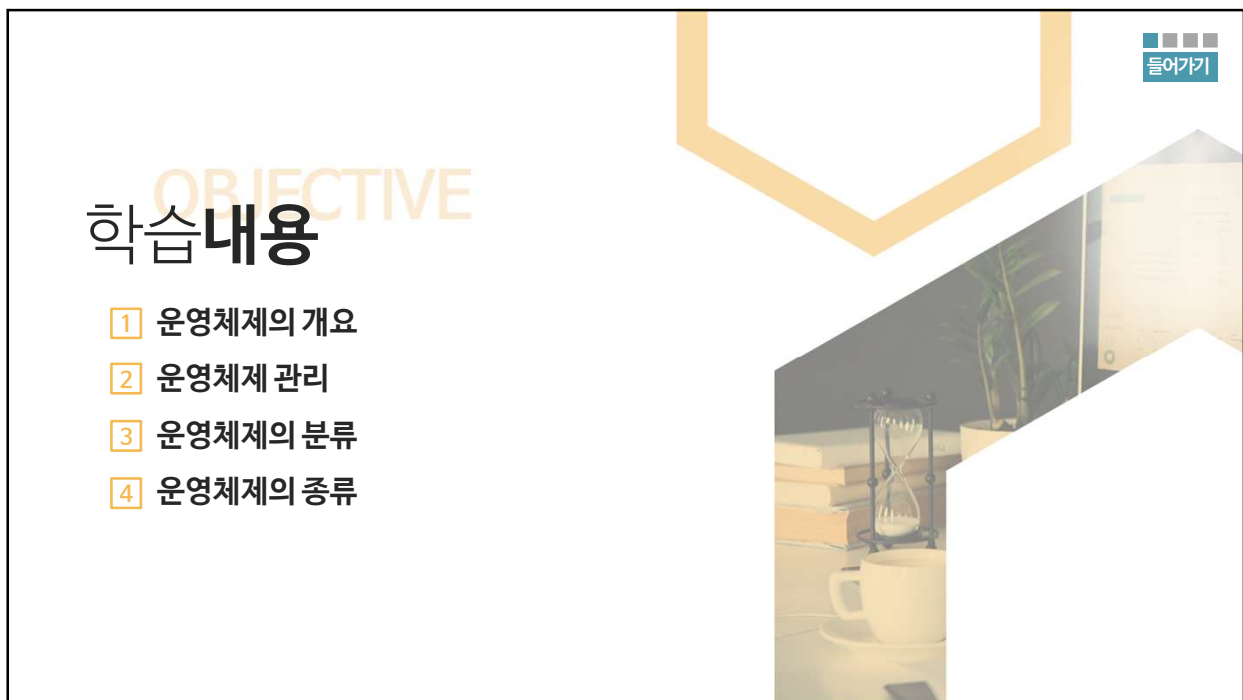 들어가기
OBJECTIVE
학습내용
1 운영체제의 개요
2 운영체제 관리
3 운영체제의 분류
4 운영체제의 종류